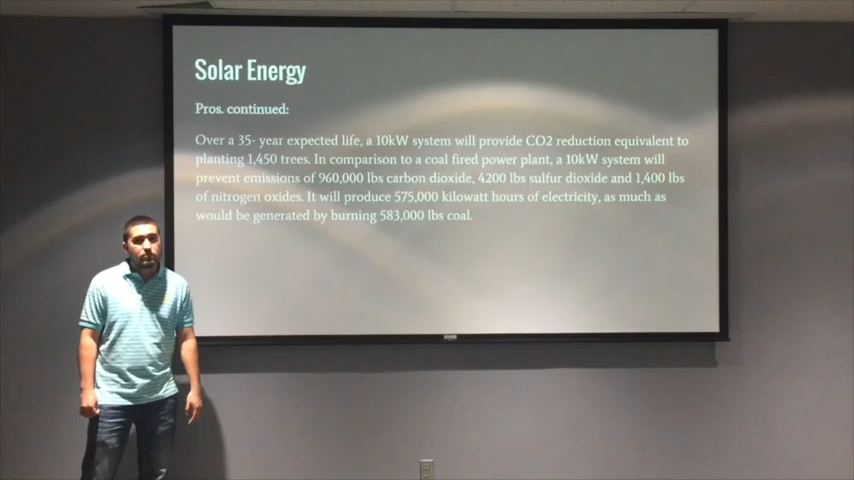 Solar Energy
Pros. continued:
Over a 35- year expected life, a 10kW system will provide CO2 reduction equivalent to
planting 1,450 trees. In comparison to a coal fired power plant, a 10kW system will
prevent emissions of 960,000 lbs carbon dioxide, 4200 lbs sulfur dioxide and 1,400 lbs
of nitrogen oxides. It will produce 575,000 kilowatt hours of electricity, as much as
would be generated by burning 583,000 lbs coal.